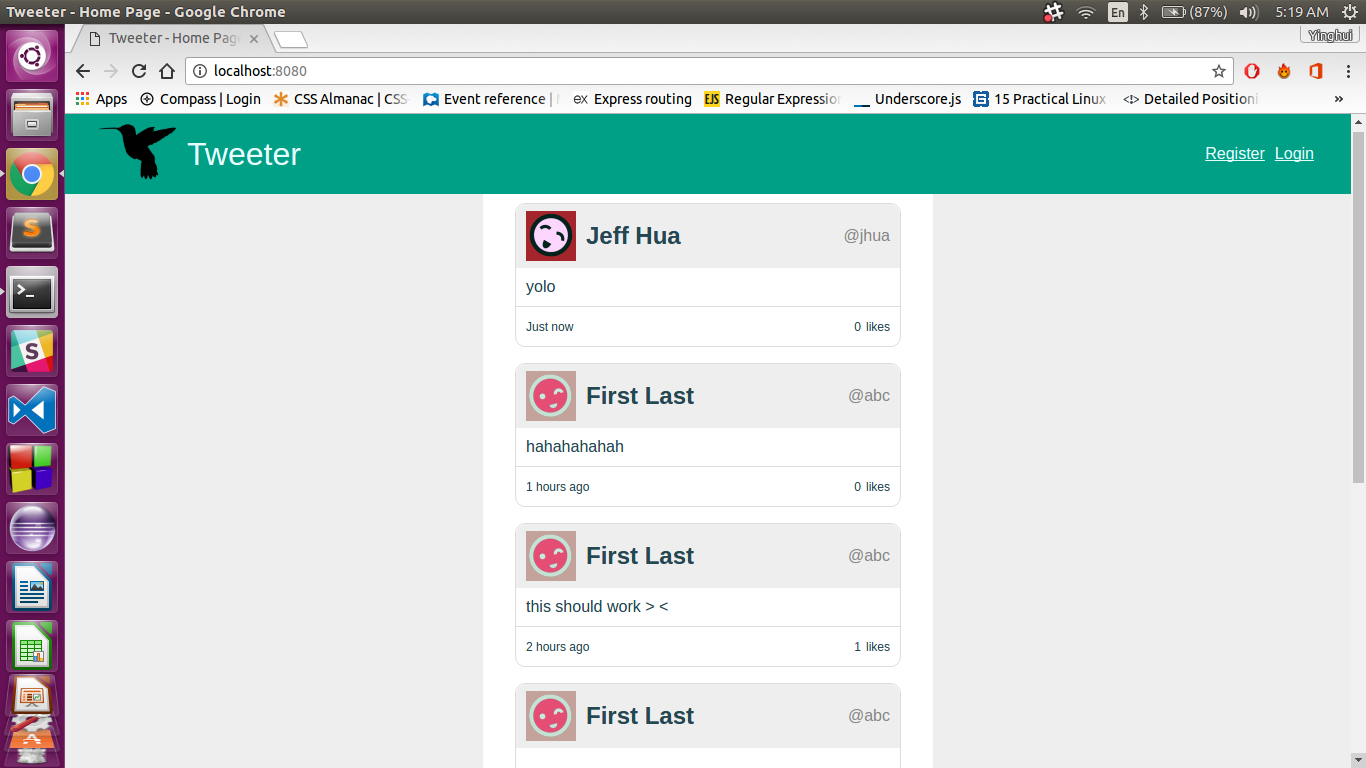 Tweeter - Home Page - Google Chrome
En
(87%)
5:19 AM
Tweeter - Home Pag
Yinghui
localhost:8080
Apps
Compass | Login
CSS Almanac | CSS-
Event reference |
EX
Express routing
EJS
Regular Expression
Underscore.js
15 Practical Linux
Detailed Positioni
»
Tweeter
Register
Login
Jeff Hua
@jhua
yolo
Just now
0 likes
First Last
@abc
hahahahahah
1 hours ago
0 likes
First Last
@abc
this should work > <
2 hours ago
1 likes
First Last
@abc